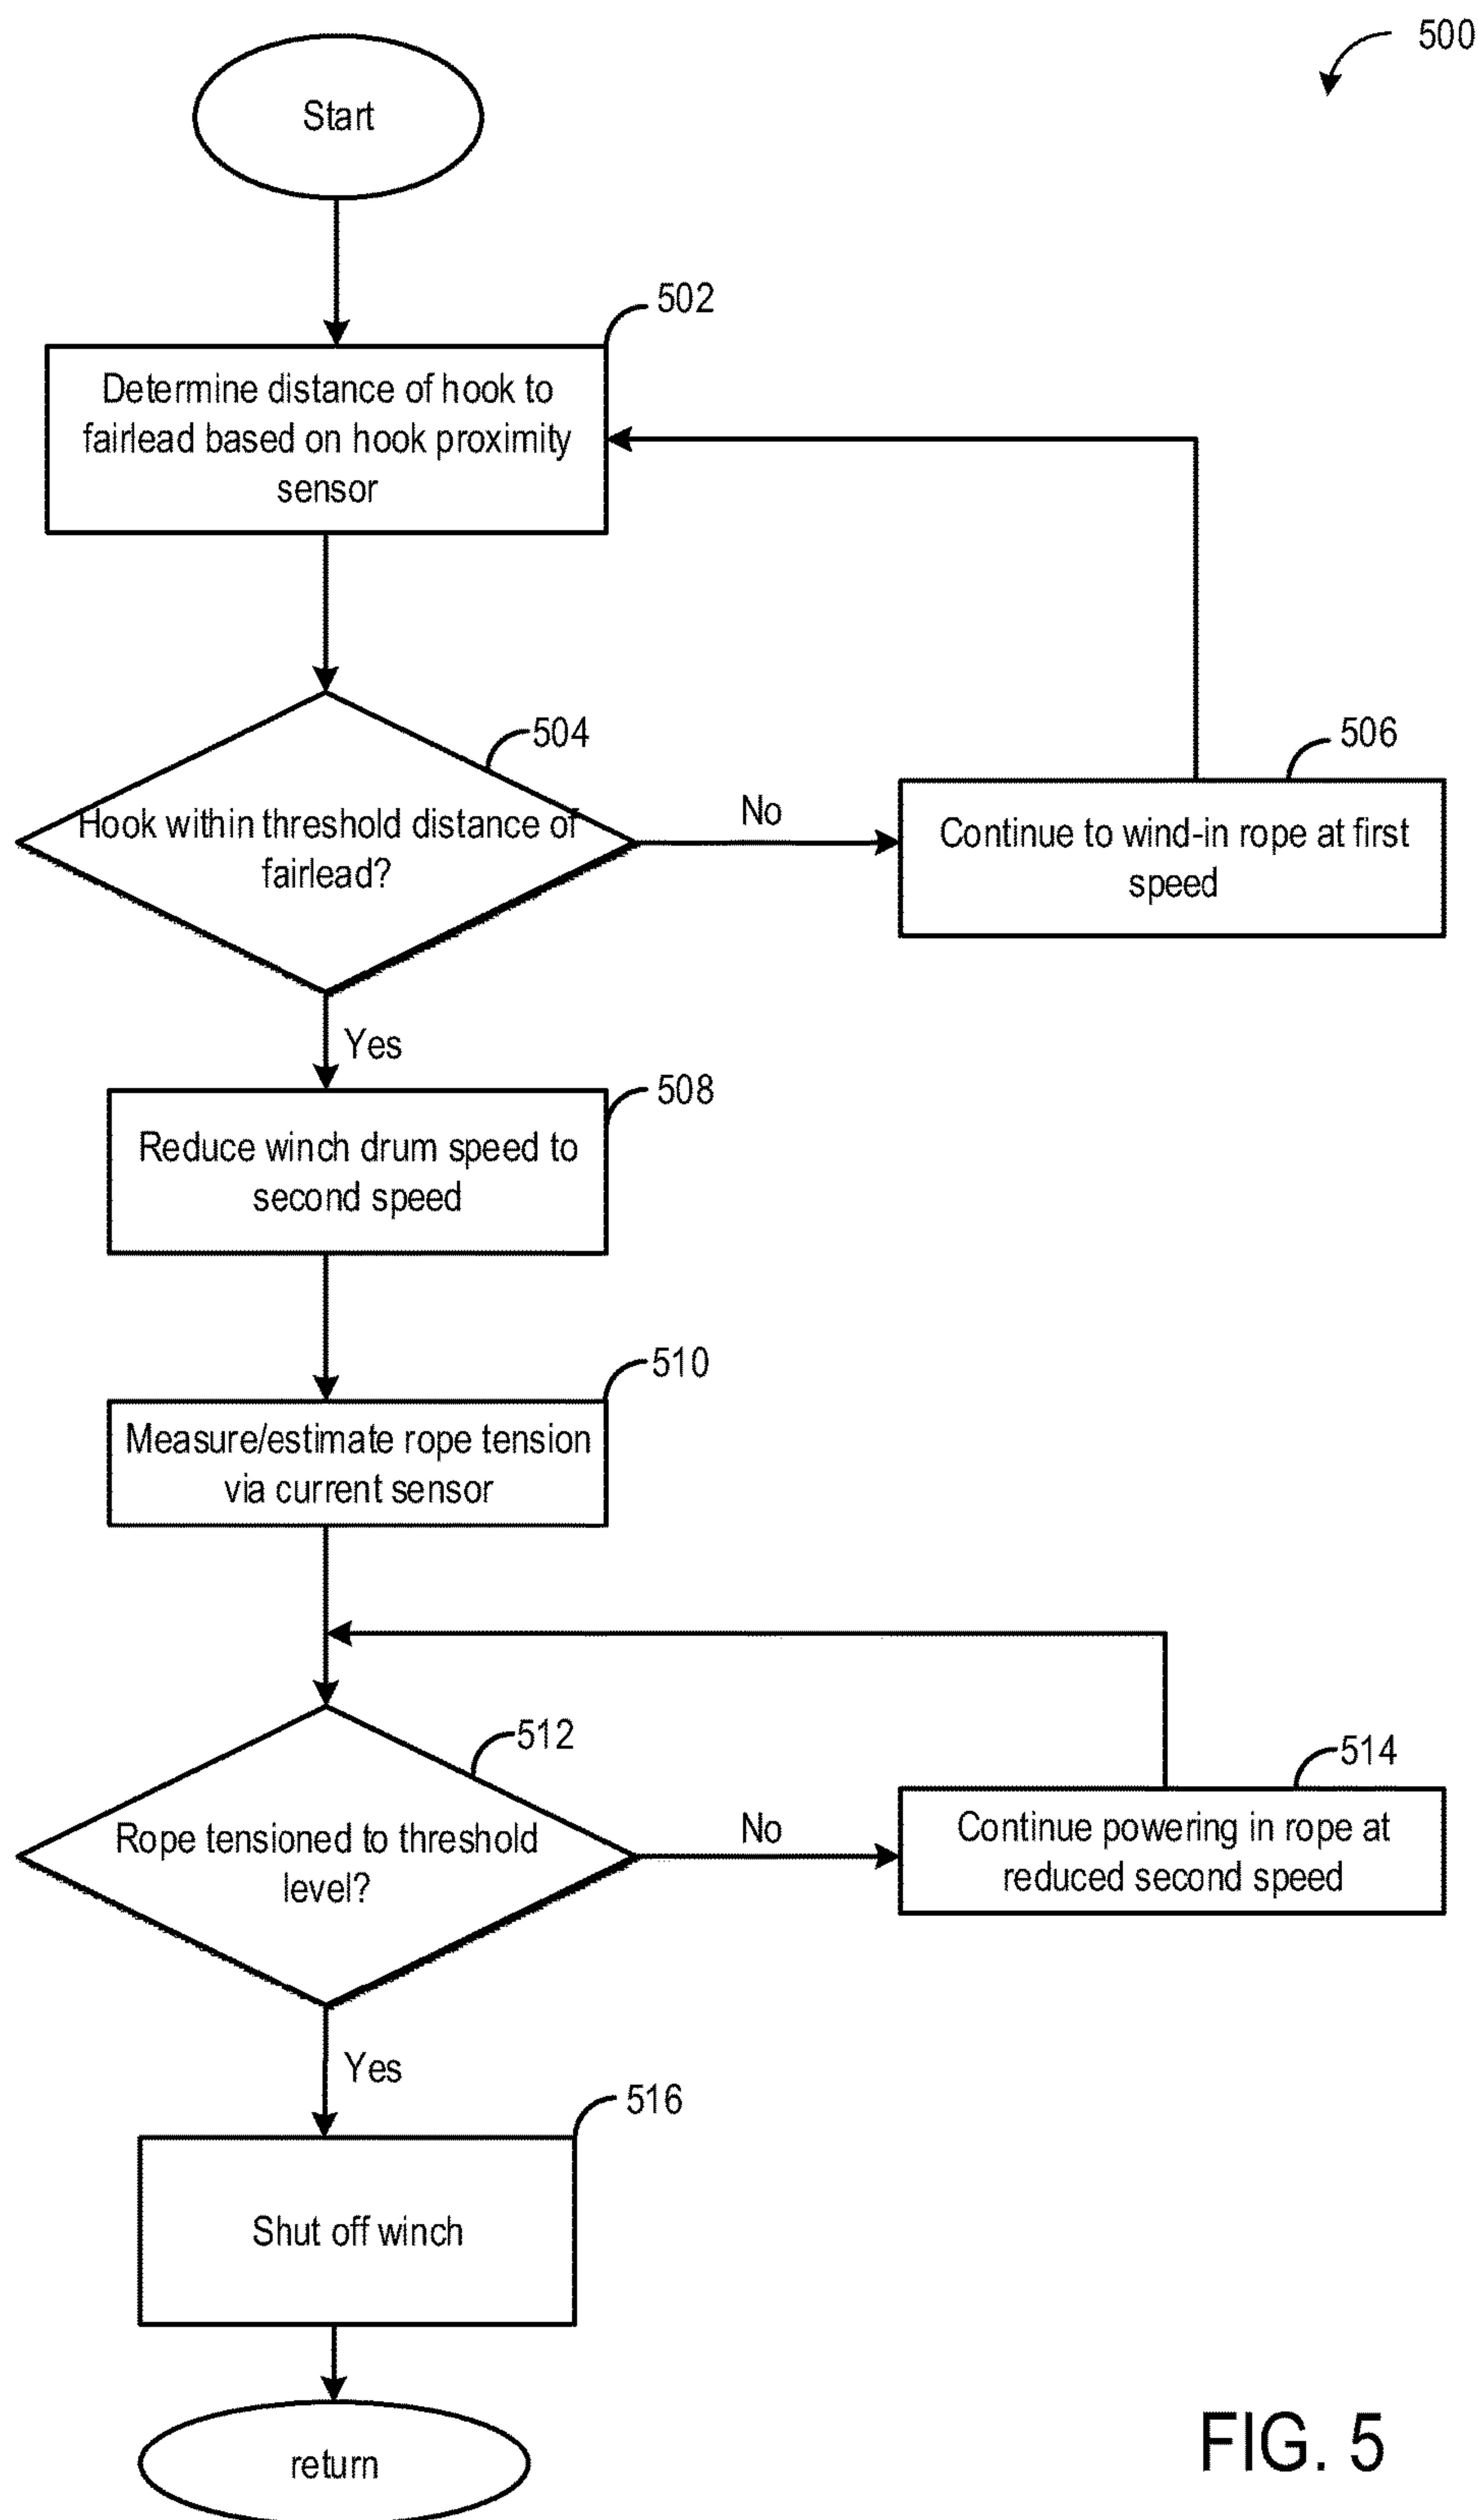 500
Start
502
Determine distance of hook to
fairlead based on hook proximity
sensor
504
Hook within threshold distance of
fairlead?
No
506
Continue to wind-in rope at first
speed
Yes
508
Reduce winch drum speed to
second speed
510
Measure/estimate rope tension
via current sensor
512
Rope tensioned to threshold
level?
No
514
Continue powering in rope at
reduced second speed
Yes
516
Shut off winch
return
FIG. 5